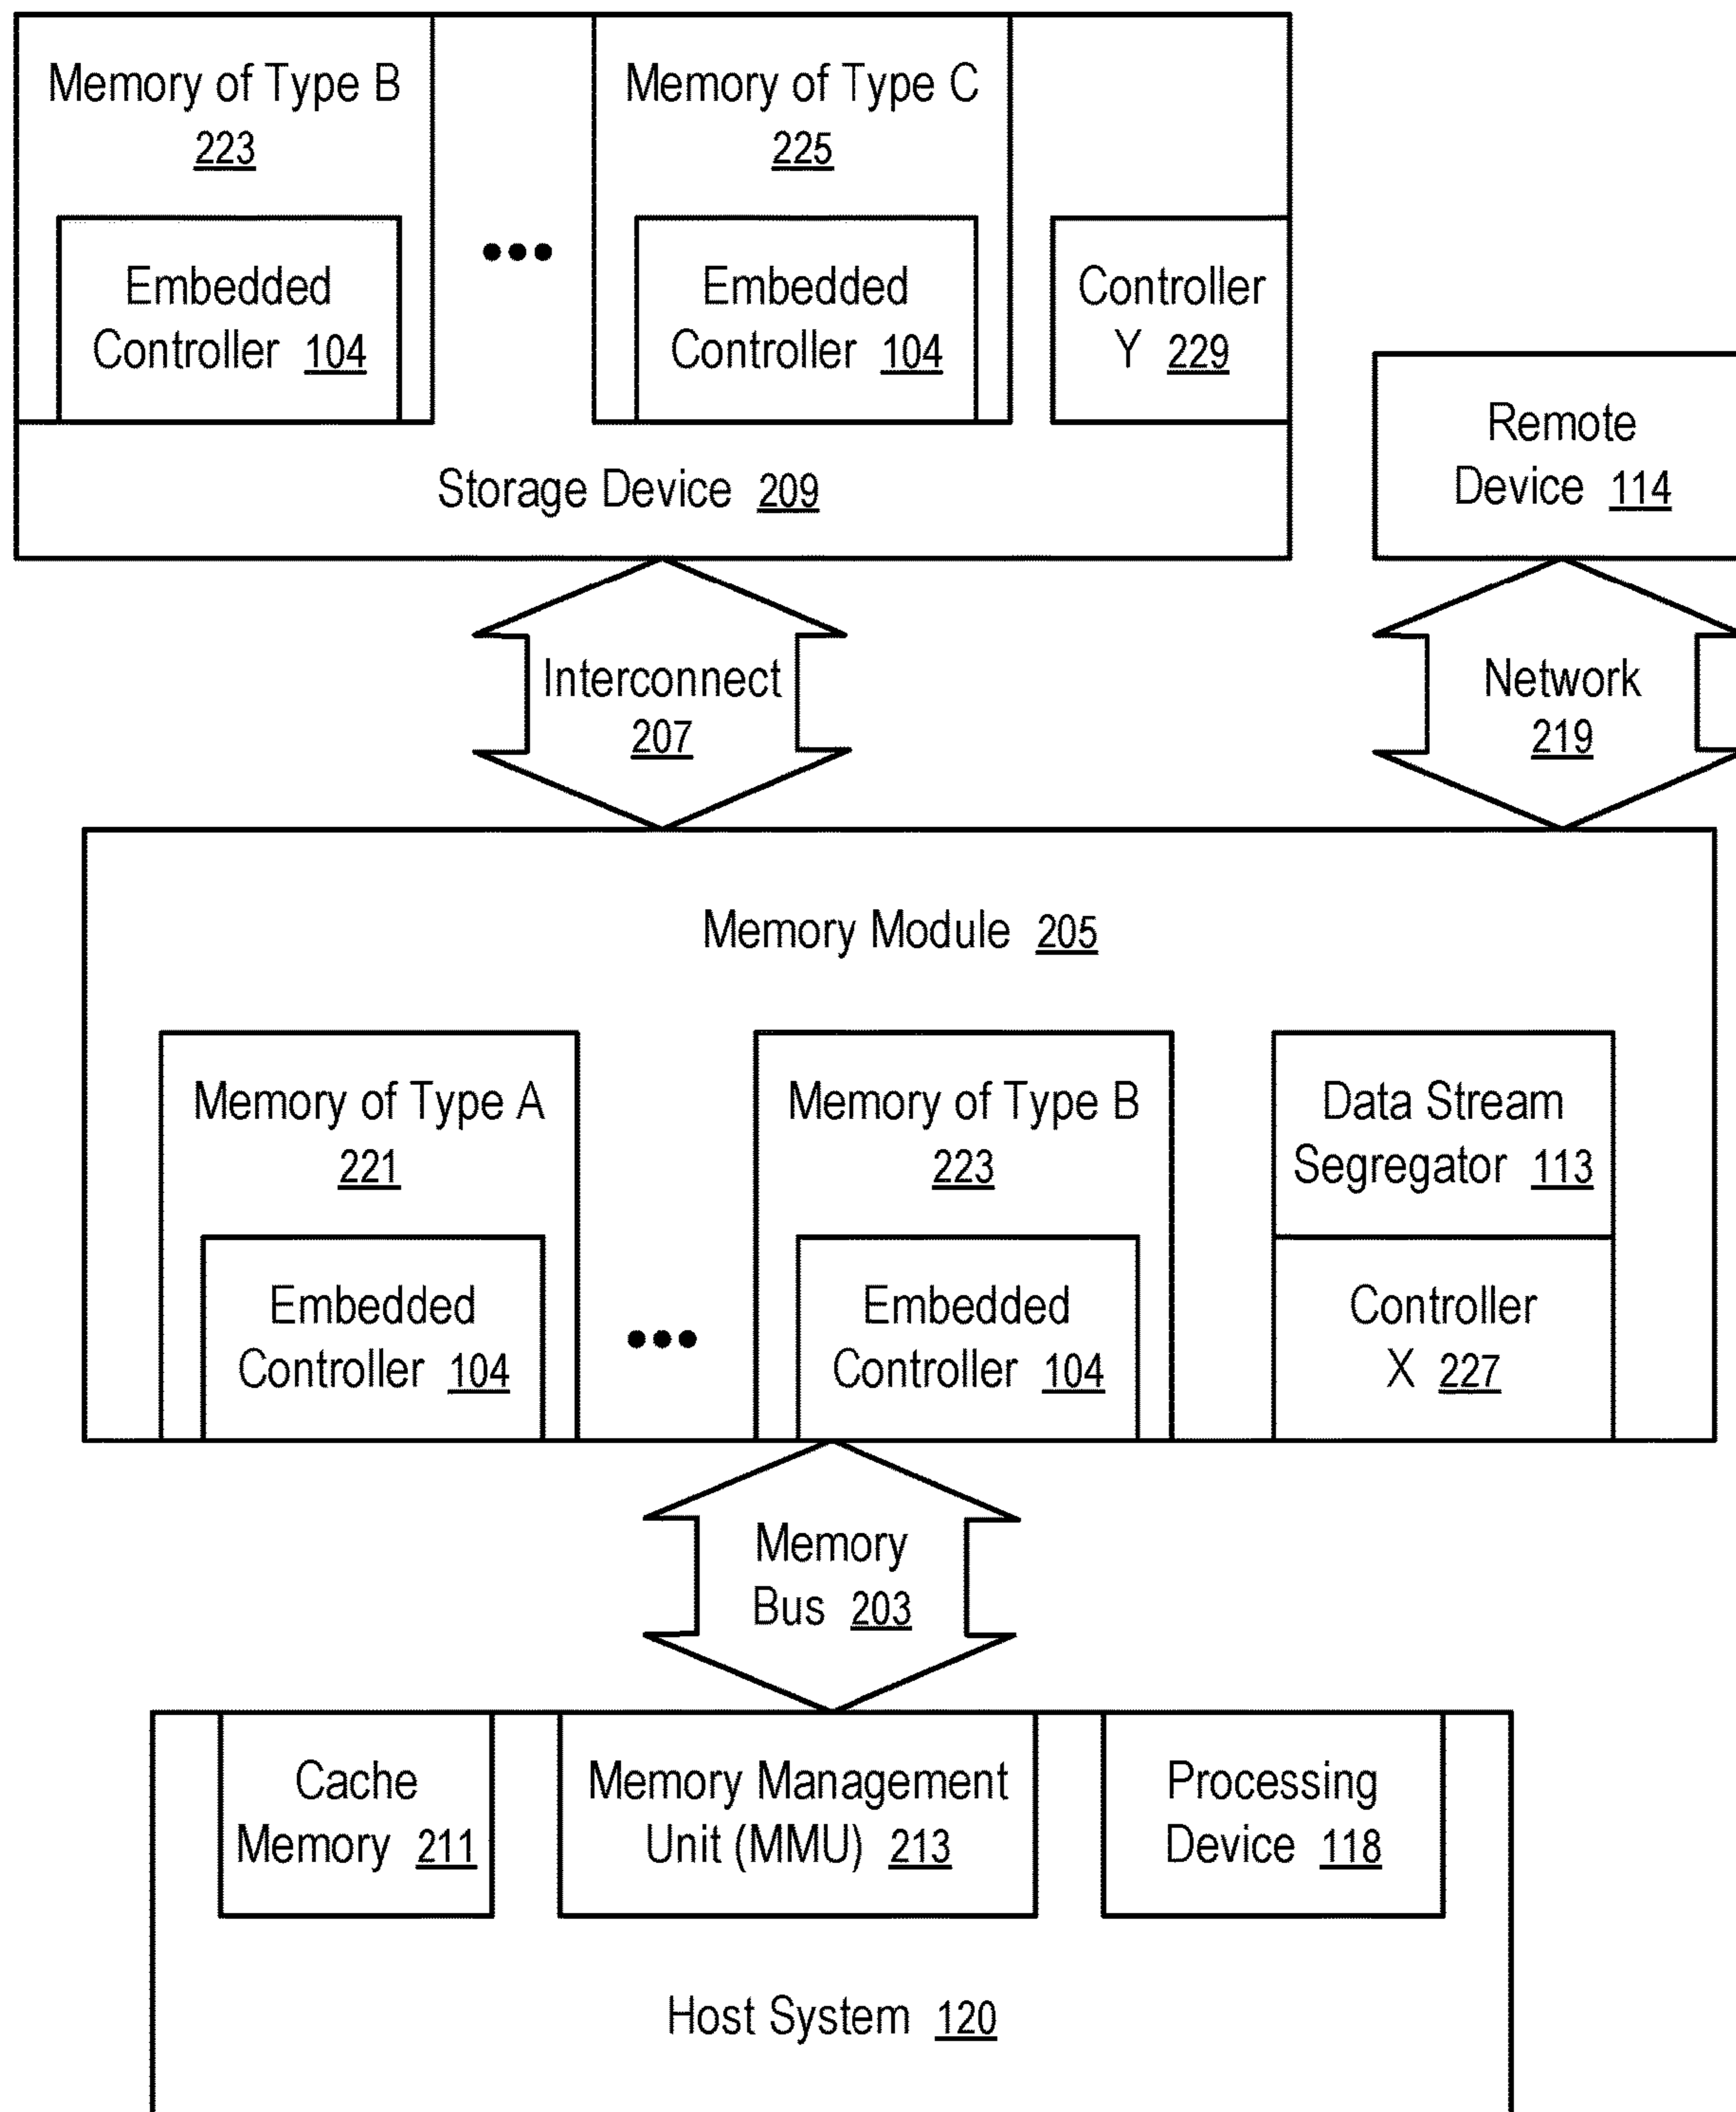 Memory of Type B
223
Embedded
Controller 104
•••
Memory of Type C
225
Embedded
Controller 104
Controller
Y 229
Storage Device 209
Remote
Device 114
Interconnect
207
Network
219
Memory Module 205
Memory of Type A
221
Embedded
Controller 104
•••
Memory of Type B
223
Embedded
Controller 104
Data Stream
Segregator 113
Controller
X 227
Memory
Bus 203
Cache
Memory 211
Memory Management
Unit (MMU) 213
Processing
Device 118
Host System 120